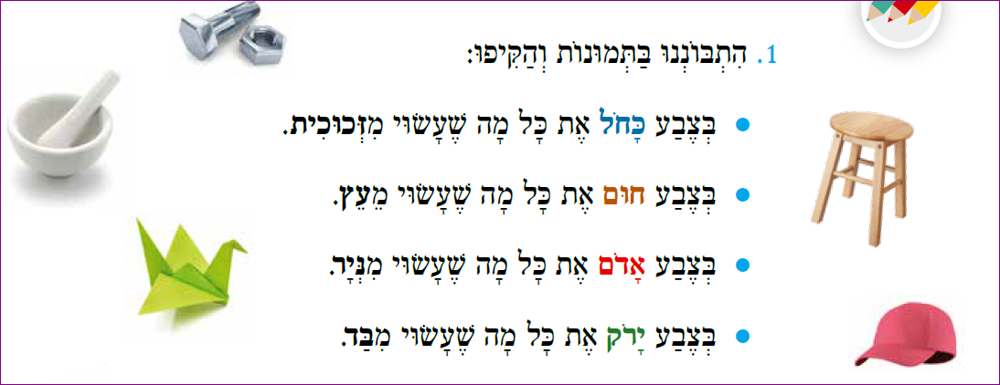 1. הִתְבּוֹנְנוּ בַּתְּמוּנוֹת וְהַקִּיפוּ:
• בְּצֶבַע כָּחֹל אֶת כָּל מָה שֶׁעָשׂוּי מִזְּכוּכִית.
• בְּצֶבַע חוּם אֶת כָּל מָה שֶׁעָשׂוּי מֵעֵץ.
• בְּצֶבַע אָדֹם אֶת כָּל מָה שֶׁעָשׂוּי מִנְּיָר.
• בְּצֶבַע יָרֹק אֶת כָּל מָה שֶׁעָשׂוּי מִבַּד.